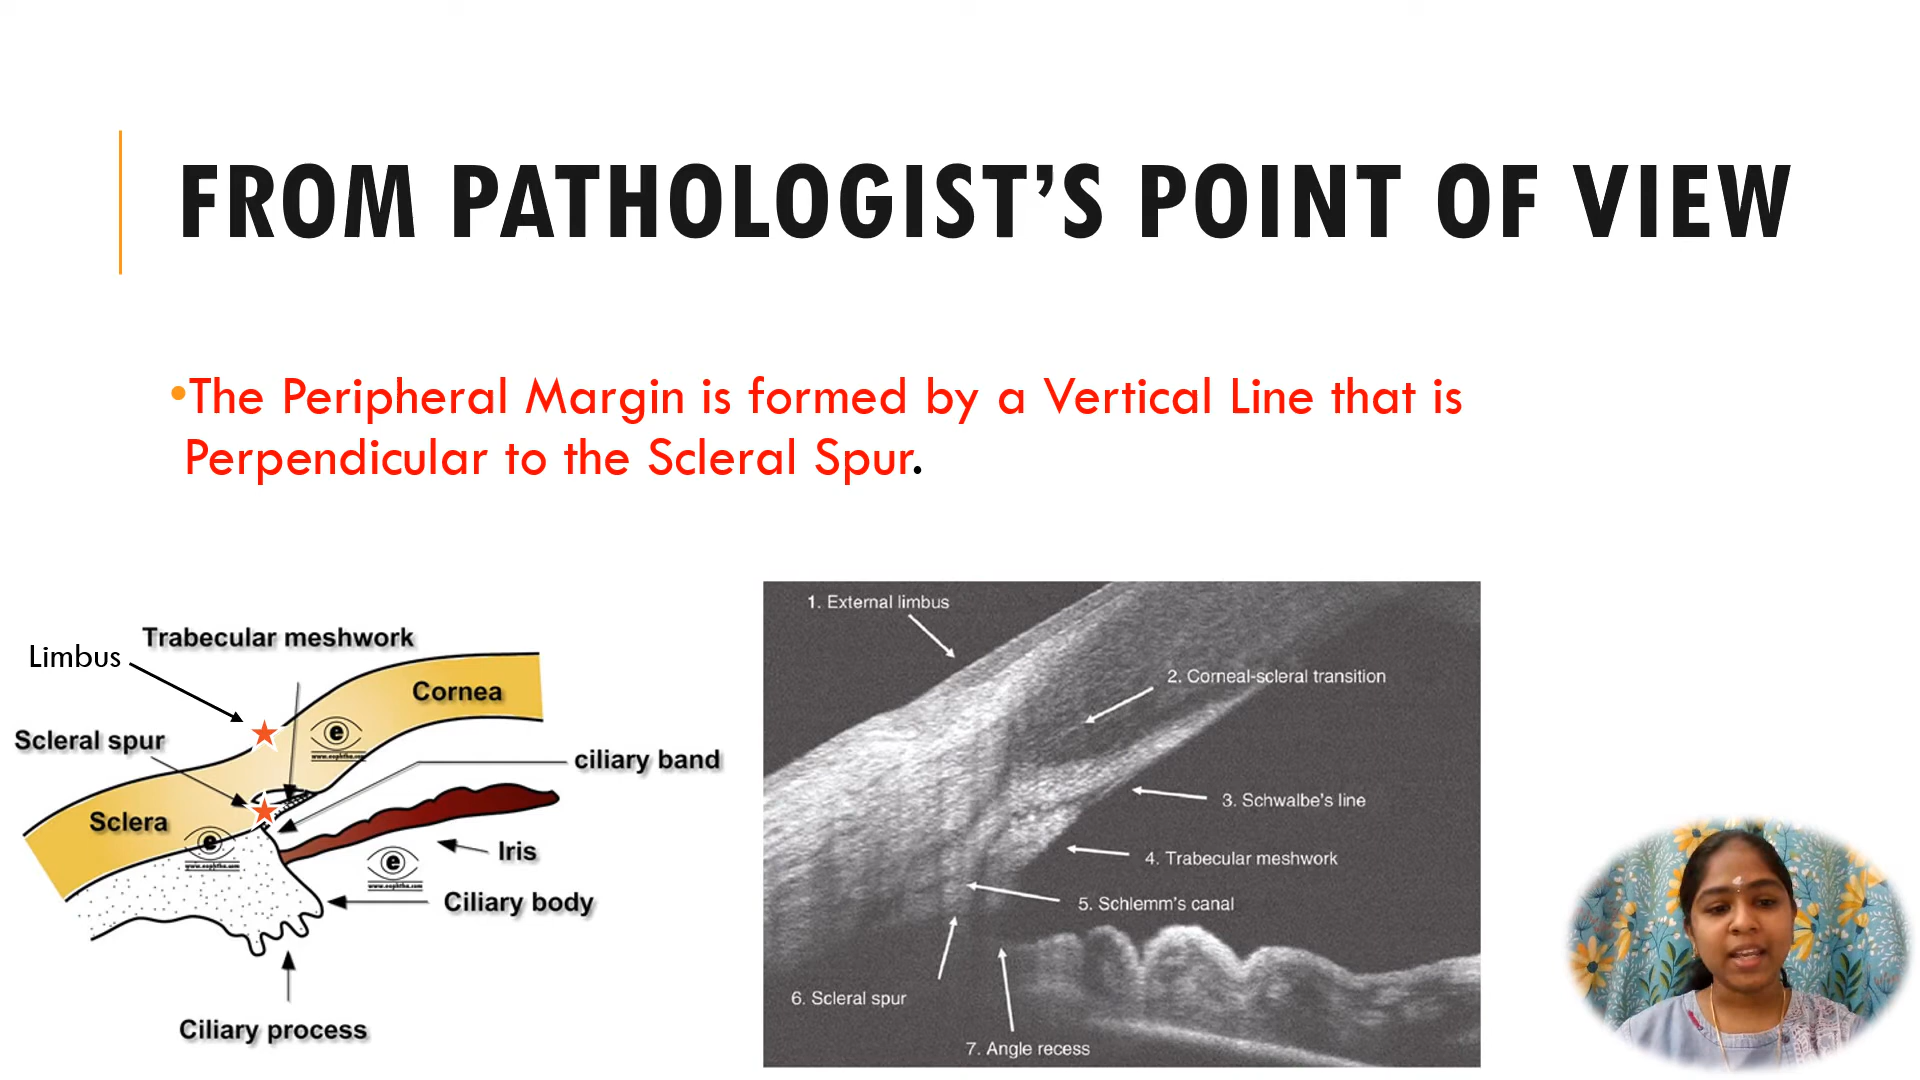 FROM PATHOLOGIST'S POINT OF VIEW
•The Peripheral Margin is formed by a Vertical Line that is
Perpendicular to the Scleral Spur.
Trabecular meshwork
Limbus
Cornea
Scleral spur
ciliary band
Sclera
Iris
Ciliary body
Ciliary process
e
e
e
1. External limbus
2. Corneal-scleral transition
3. Schwalbe's line
4. Trabecular meshwork
5. Schlemm's canal
6. Scleral spur
7. Angle recess